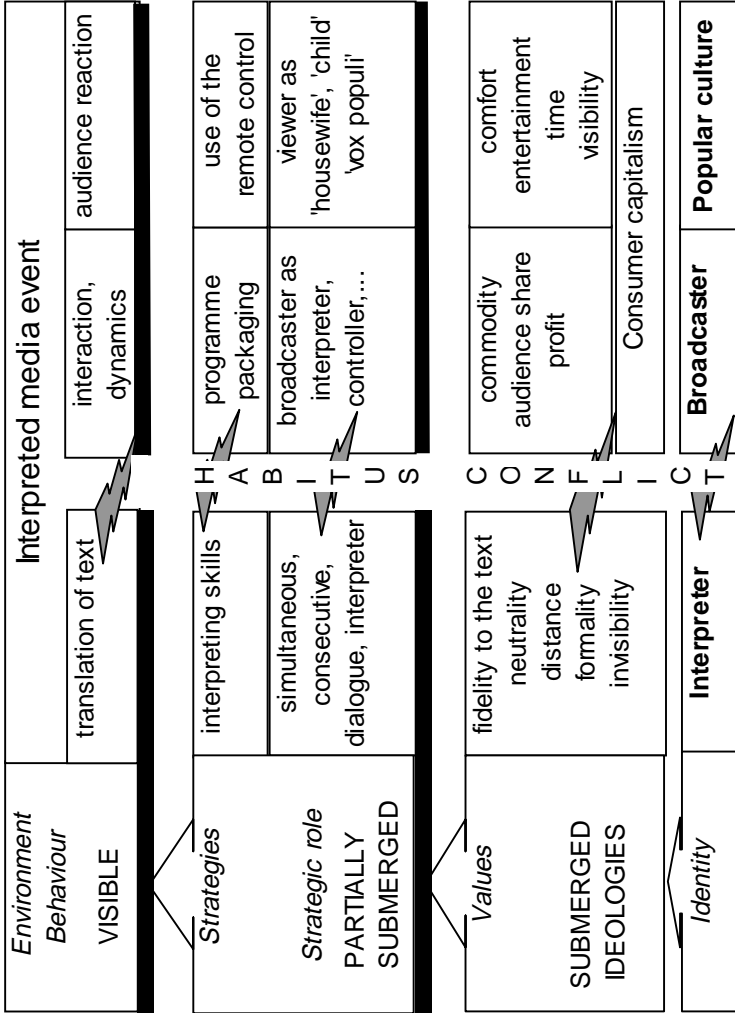 Environment
Behaviour
VISIBLE
Interpreted media event
translation of text
interaction,
dynamics
audience reaction
Strategies
Strategic role
PARTIALLY
SUBMERGED
interpreting skills
simultaneous,
consecutive,
dialogue, interpreter
HABITUS
programme
packaging
broadcaster as
interpreter,
controller,...
use of the
remote control
viewer as
'housewife', 'child'
'vox populi'
Values
SUBMERGED
IDEOLOGIES
fidelity to the text
neutrality
distance
formality
invisibility
CONFLICT
commodity
audience share
profit
comfort
entertainment
time
visibility
Consumer capitalism
Identity
Interpreter
Broadcaster
Popular culture